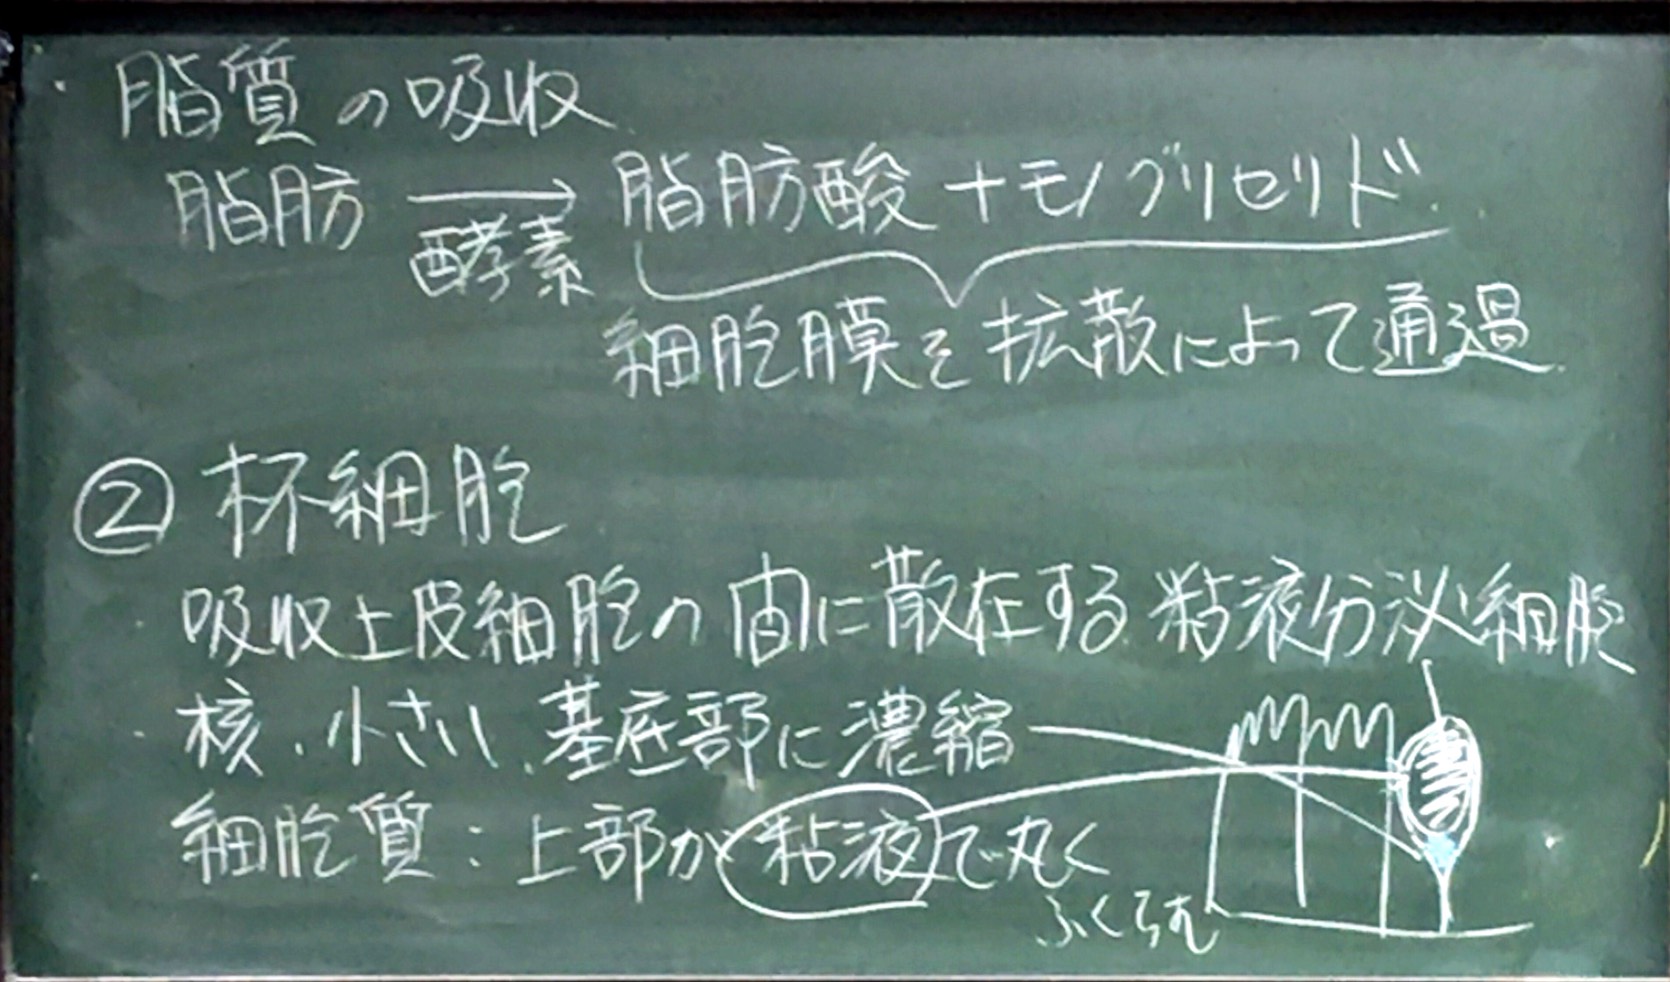 ・脂質の吸収
脂肪 → 脂肪酸+モノグリセリド
酵素
細胞膜を拡散によって通過
② 杯細胞
・吸収上皮細胞の間に散在する粘液分泌細胞
・核、小さい、基底部に濃縮
細胞質:上部が粘液で丸く
ふくらむ